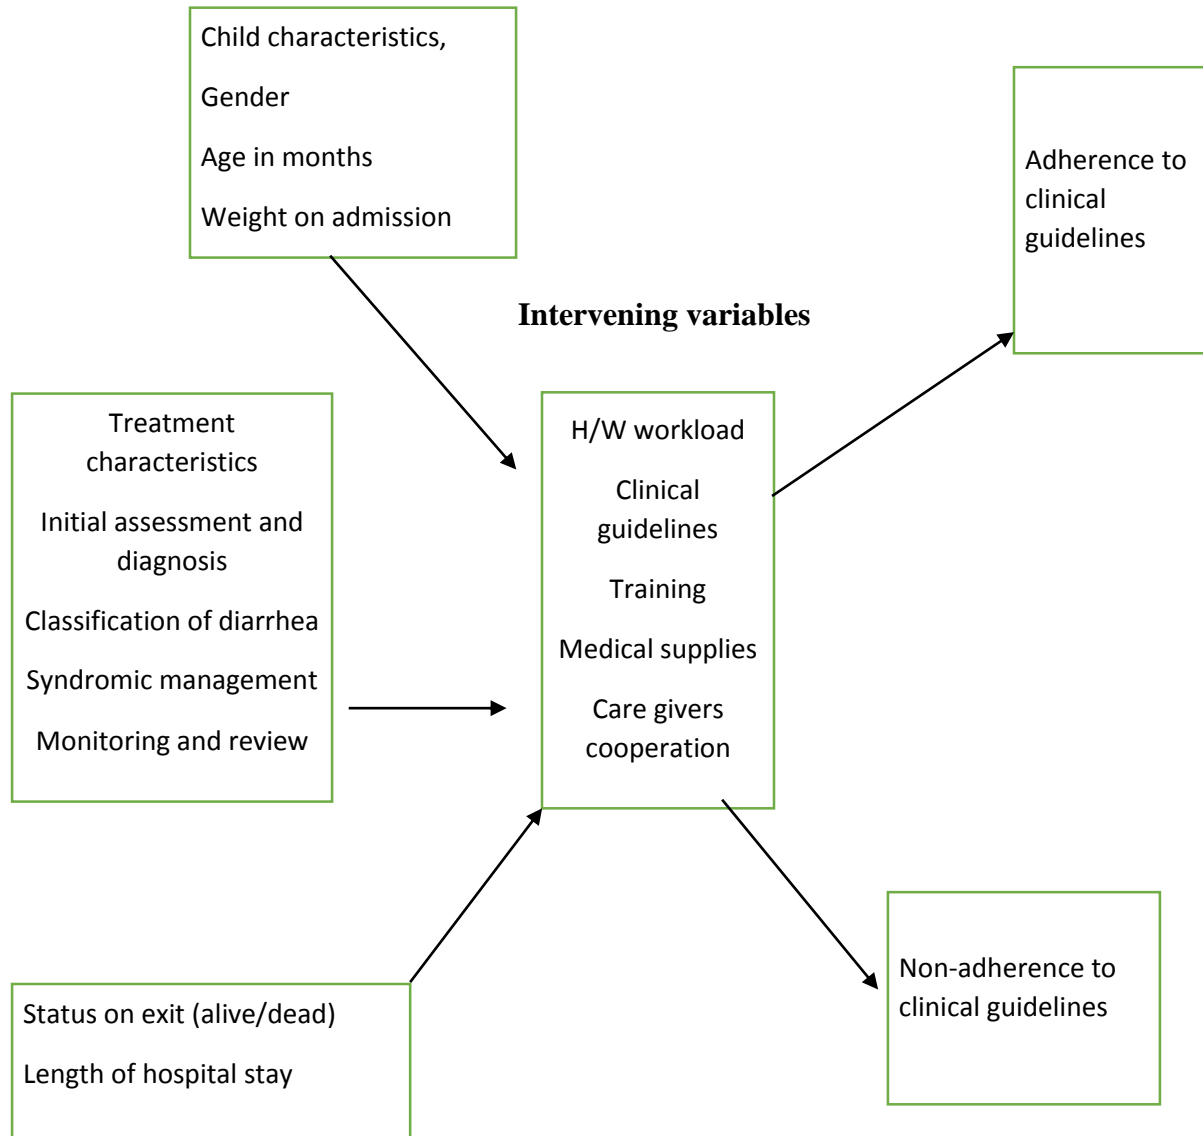 Child characteristics,
Gender
Age in months
Weight on admission
Adherence to
clinical
guidelines
Intervening variables
Treatment
characteristics
Initial assessment and
diagnosis
Classification of diarrhea
Syndromic management
Monitoring and review
H/W workload
Clinical
guidelines
Training
Medical supplies
Care givers
cooperation
Status on exit (alive/dead)
Length of hospital stay
Non-adherence to
clinical guidelines